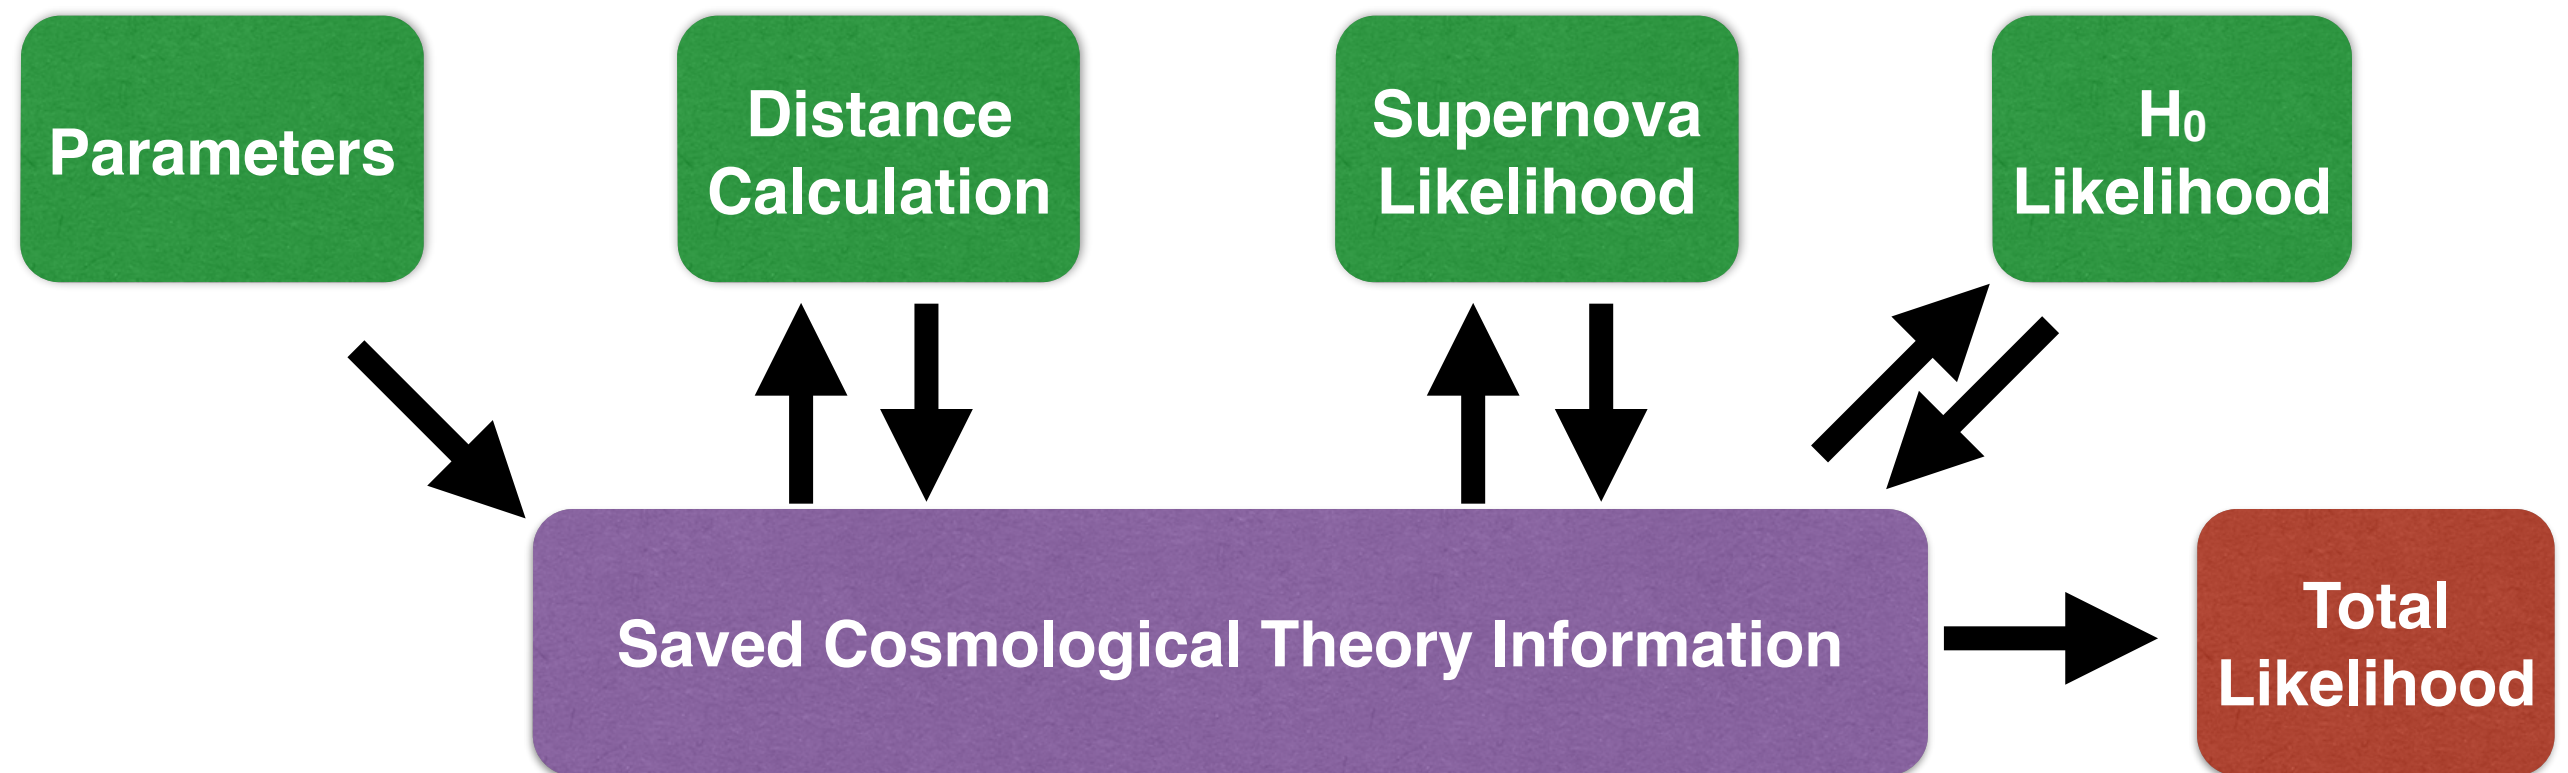 Parameters
Distance
Calculation
Supernova
Likelihood
H₀
Likelihood
Saved Cosmological Theory Information
Total
Likelihood